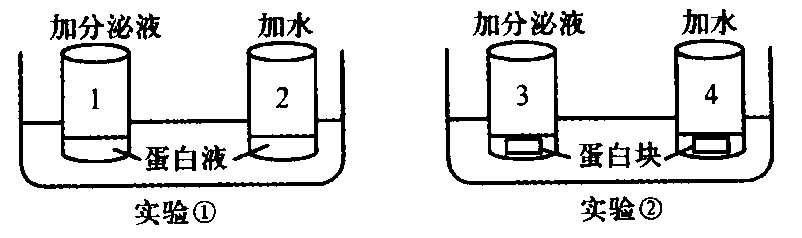 加分泌液 加水
1 2
蛋白液
实验①
加分泌液 加水
3 4
蛋白块
实验②